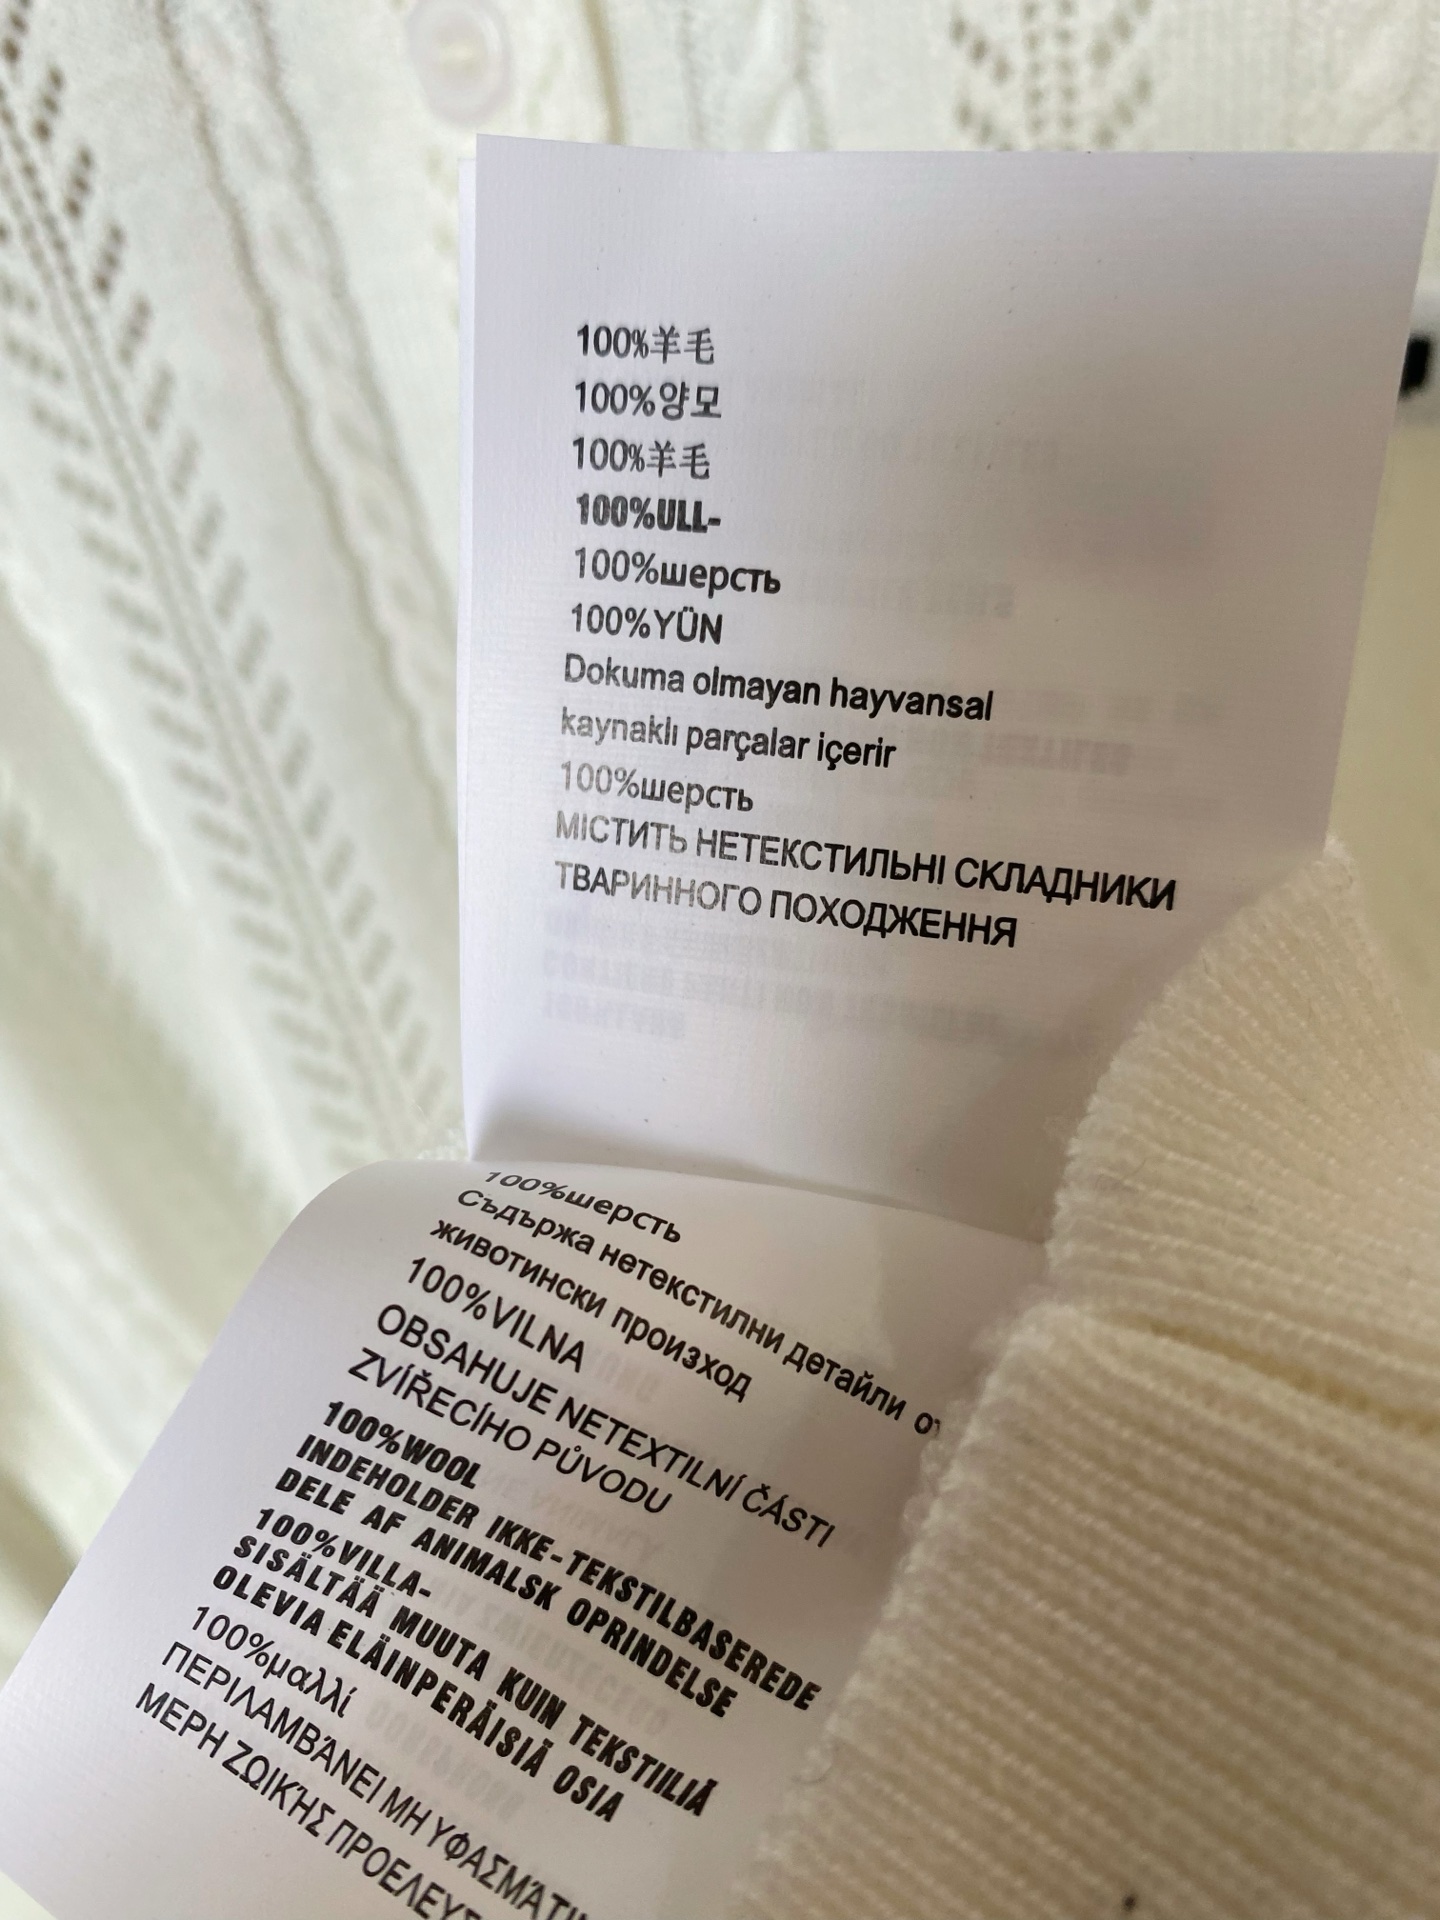 100%羊毛
100%양모
100%羊毛
100%ULL-
100%шерсть
100%YÜN
Dokuma olmayan hayvansal
kaynaklı parçalar içerir
100%шерсть
МІСТИТЬ НЕТЕКСТИЛЬНІ СКЛАДНИКИ
ТВАРИННОГО ПОХОДЖЕННЯ
100%шерсть
Съдържа нетекстилни детайли от
животински произход
100%VILNA
OBSAHUJE NETEXTILNÍ ČÁSTI
ZVÍŘECÍHO PŮVODU
100%WOOL
INDEHOLDER IKKE-TEKSTILBASEREDE
DELE AF ANIMALSK OPRINDELSE
100%VILLA-
SISÄLTÄÄ MUUTA KUIN TEKSTIILIÄ
OLEVIA ELÄINPERÄISIÄ OSIA
100%μαλλί
ΠΕΡΙΛΑΜΒΆΝΕΙ ΜΗ
ΜΕΡΗ ΖΩΙΚΉΣ